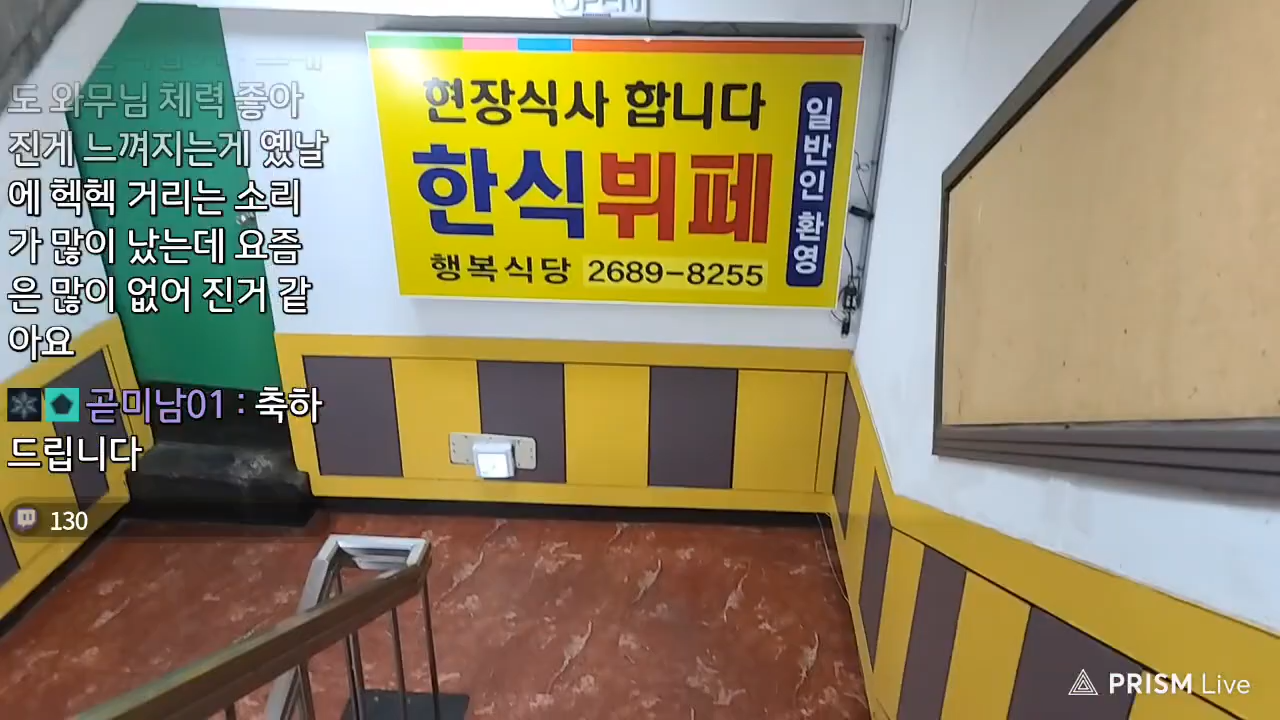 OPEN
현장식사 합니다
한식뷔페
행복식당 2689-8255
일반인 환영
도 와무님 체력 좋아
진게 느껴지는게 옜날
에 헥헥 거리는 소리
가 많이 났는데 요즘
은 많이 없어 진거 같
아요
곧미남01 : 축하
드립니다
130
PRISM Live